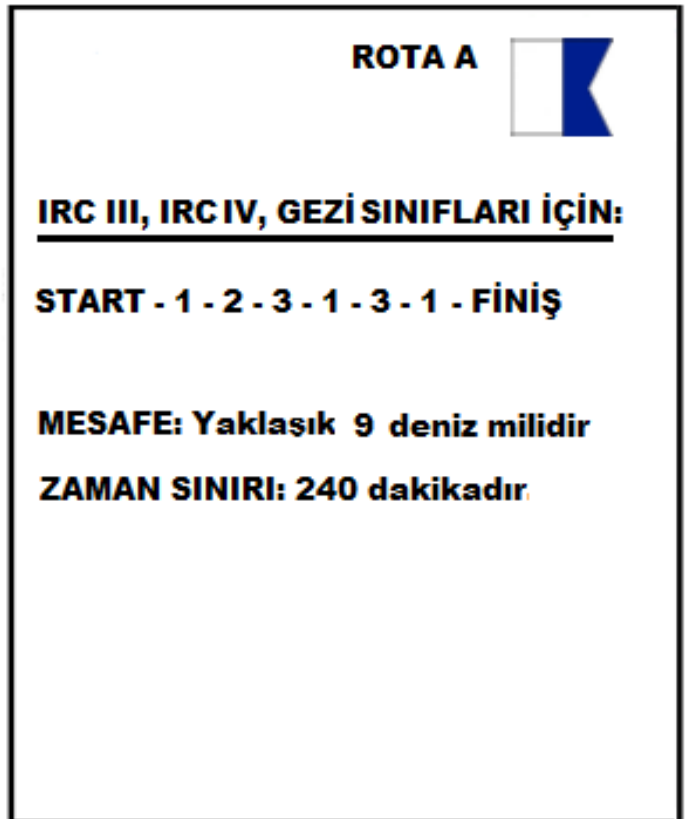 ROTA A
IRC III, IRC IV, GEZİ SINIFLARI İÇİN:
START - 1 - 2 - 3 - 1 - 3 - 1 - FİNİŞ
MESAFE: Yaklaşık 9 deniz milidir
ZAMAN SINIRI: 240 dakikadır.